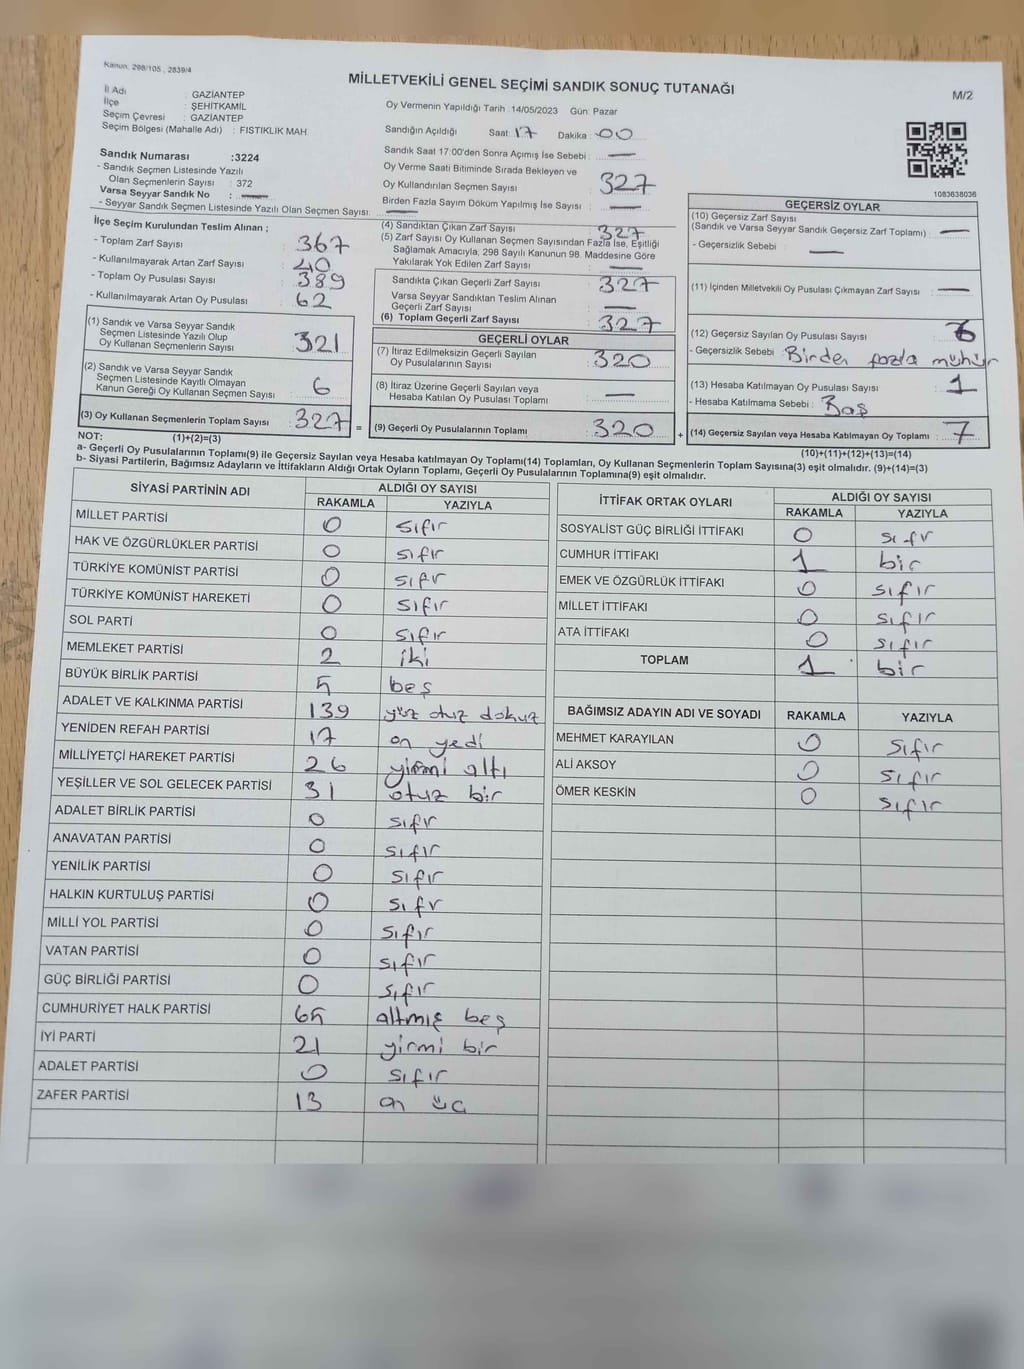 Kanun, 298/105 , 2839/4
MİLLETVEKİLİ GENEL SEÇİMİ SANDIK SONUÇ TUTANAĞI
M/2
İl Adı : GAZİANTEP
İlçe : ŞEHİTKAMİL
Seçim Çevresi : GAZİANTEP
Seçim Bölgesi (Mahalle Adı) : FISTIKLIK MAH
Sandık Numarası :3224
- Sandık Seçmen Listesinde Yazılı
Olan Seçmenlerin Sayısı : 372
Varsa Seyyar Sandık No : —
- Seyyar Sandık Seçmen Listesinde Yazılı Olan Seçmen Sayısı: —
Oy Vermenin Yapıldığı Tarih : 14/05/2023 Gün: Pazar
Sandığın Açıldığı Saat: 17 Dakika: 00
Sandık Saat 17:00'den Sonra Açımış İse Sebebi : —
Oy Verme Saati Bitiminde Sırada Bekleyen ve
Oy Kullandırılan Seçmen Sayısı : 327
Birden Fazla Sayım Döküm Yapılmış İse Sayısı : —
1083638036
İlçe Seçim Kurulundan Teslim Alınan ;
- Toplam Zarf Sayısı : 367
- Kullanılmayarak Artan Zarf Sayısı : 40
- Toplam Oy Pusulası Sayısı : 389
- Kullanılmayarak Artan Oy Pusulası : 62
(1) Sandık ve Varsa Seyyar Sandık
Seçmen Listesinde Yazılı Olup
Oy Kullanan Seçmenlerin Sayısı : 321
(2) Sandık ve Varsa Seyyar Sandık
Seçmen Listesinde Kayıtlı Olmayan
Kanun Gereği Oy Kullanan Seçmen Sayısı : 6
(3) Oy Kullanan Seçmenlerin Toplam Sayısı : 327 =
(4) Sandıktan Çıkan Zarf Sayısı : 327
(5) Zarf Sayısı Oy Kullanan Seçmen Sayısından Fazla İse, Eşitliği
Sağlamak Amacıyla, 298 Sayılı Kanunun 98. Maddesine Göre
Yakılarak Yok Edilen Zarf Sayısı : —
Sandıkta Çıkan Geçerli Zarf Sayısı : 327
Varsa Seyyar Sandıktan Teslim Alınan
Geçerli Zarf Sayısı : —
(6) Toplam Geçerli Zarf Sayısı : 327
GEÇERLİ OYLAR
(7) İtiraz Edilmeksizin Geçerli Sayılan
Oy Pusulalarının Sayısı : 320
(8) İtiraz Üzerine Geçerli Sayılan veya
Hesaba Katılan Oy Pusulası Toplamı : —
(9) Geçerli Oy Pusulalarının Toplamı : 320 +
GEÇERSİZ OYLAR
(10) Geçersiz Zarf Sayısı
(Sandık ve Varsa Seyyar Sandık Geçersiz Zarf Toplamı) : —
- Geçersizlik Sebebi : —
(11) İçinden Milletvekili Oy Pusulası Çıkmayan Zarf Sayısı : —
(12) Geçersiz Sayılan Oy Pusulası Sayısı : 6
- Geçersizlik Sebebi : Birden fazla mühür
(13) Hesaba Katılmayan Oy Pusulası Sayısı : 1
- Hesaba Katılmama Sebebi : Boş
(14) Geçersiz Sayılan veya Hesaba Katılmayan Oy Toplamı : 7
NOT: (1)+(2)=(3)
(10)+(11)+(12)+(13)=(14)
a- Geçerli Oy Pusulalarının Toplamı(9) ile Geçersiz Sayılan veya Hesaba katılmayan Oy Toplamı(14) Toplamları, Oy Kullanan Seçmenlerin Toplam Sayısına(3) eşit olmalıdır. (9)+(14)=(3)
b- Siyasi Partilerin, Bağımsız Adayların ve İttifakların Aldığı Ortak Oyların Toplamı, Geçerli Oy Pusulalarının Toplamına(9) eşit olmalıdır.
SİYASİ PARTİNİN ADI ALDIĞI OY SAYISI
RAKAMLA YAZIYLA
MİLLET PARTİSİ 0 sıfır
HAK VE ÖZGÜRLÜKLER PARTİSİ 0 sıfır
TÜRKİYE KOMÜNİST PARTİSİ 0 sıfır
TÜRKİYE KOMÜNİST HAREKETİ 0 sıfır
SOL PARTİ 0 sıfır
MEMLEKET PARTİSİ 2 iki
BÜYÜK BİRLİK PARTİSİ 5 beş
ADALET VE KALKINMA PARTİSİ 139 yüz otuz dokuz
YENİDEN REFAH PARTİSİ 17 on yedi
MİLLİYETÇİ HAREKET PARTİSİ 26 yirmi altı
YEŞİLLER VE SOL GELECEK PARTİSİ 31 otuz bir
ADALET BİRLİK PARTİSİ 0 sıfır
ANAVATAN PARTİSİ 0 sıfır
YENİLİK PARTİSİ 0 sıfır
HALKIN KURTULUŞ PARTİSİ 0 sıfır
MİLLİ YOL PARTİSİ 0 sıfır
VATAN PARTİSİ 0 sıfır
GÜÇ BİRLİĞİ PARTİSİ 0 sıfır
CUMHURİYET HALK PARTİSİ 65 altmış beş
İYİ PARTİ 21 yirmi bir
ADALET PARTİSİ 0 sıfır
ZAFER PARTİSİ 13 on üç
İTTİFAK ORTAK OYLARI ALDIĞI OY SAYISI
RAKAMLA YAZIYLA
SOSYALİST GÜÇ BİRLİĞİ İTTİFAKI 0 sıfır
CUMHUR İTTİFAKI 1 bir
EMEK VE ÖZGÜRLÜK İTTİFAKI 0 sıfır
MİLLET İTTİFAKI 0 sıfır
ATA İTTİFAKI 0 sıfır
TOPLAM 1 bir
BAĞIMSIZ ADAYIN ADI VE SOYADI RAKAMLA YAZIYLA
MEHMET KARAYILAN 0 sıfır
ALİ AKSOY 0 sıfır
ÖMER KESKİN 0 sıfır